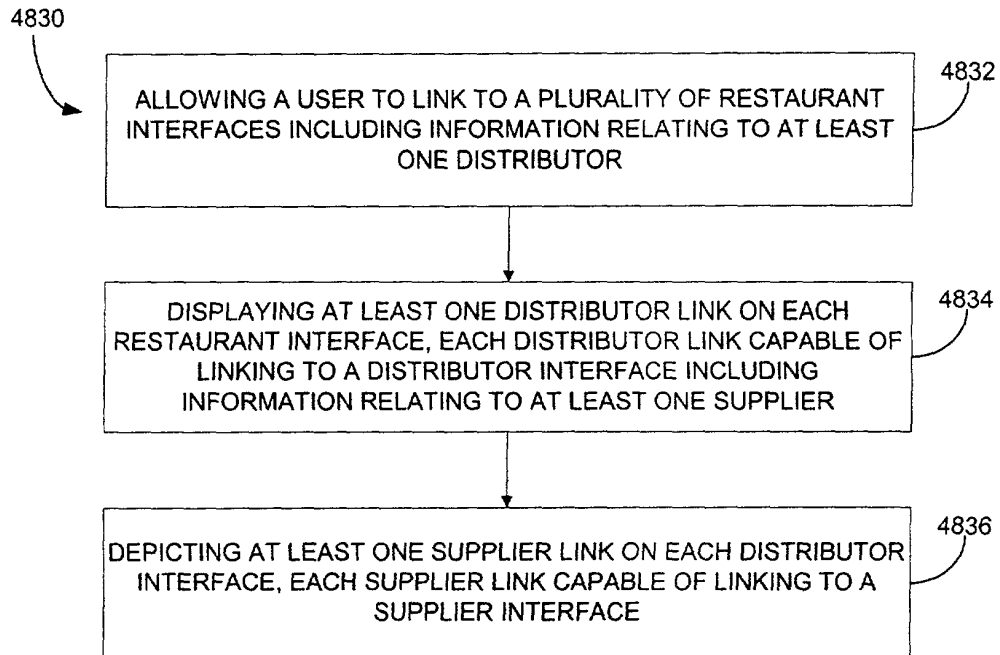 4830
4832
ALLOWING A USER TO LINK TO A PLURALITY OF RESTAURANT
INTERFACES INCLUDING INFORMATION RELATING TO AT LEAST
ONE DISTRIBUTOR
4834
DISPLAYING AT LEAST ONE DISTRIBUTOR LINK ON EACH
RESTAURANT INTERFACE, EACH DISTRIBUTOR LINK CAPABLE OF
LINKING TO A DISTRIBUTOR INTERFACE INCLUDING
INFORMATION RELATING TO AT LEAST ONE SUPPLIER
4836
DEPICTING AT LEAST ONE SUPPLIER LINK ON EACH DISTRIBUTOR
INTERFACE, EACH SUPPLIER LINK CAPABLE OF LINKING TO A
SUPPLIER INTERFACE